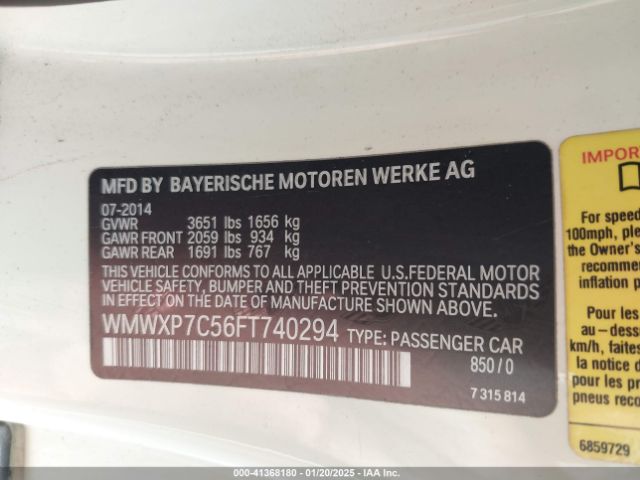 MFD BY BAYERISCHE MOTOREN WERKE AG
07-2014
GVWR 3651 lbs 1656 kg
GAWR FRONT 2059 lbs 934 kg
GAWR REAR 1691 lbs 767 kg
THIS VEHICLE CONFORMS TO ALL APPLICABLE U.S.FEDERAL MOTOR
VEHICLE SAFETY, BUMPER AND THEFT PREVENTION STANDARDS
IN EFFECT ON THE DATE OF MANUFACTURE SHOWN ABOVE.
WMWXP7C56FT740294 TYPE: PASSENGER CAR
850 / 0
7 315 814
IMPOR
For speed
100mph, ple
the Owner's
recommen
inflation p
Pour les
au - dessu
km/h, faites
la notice d
pour les p
pneus reco
6859729
000-41368180 - 01/20/2025 - IAA Inc.